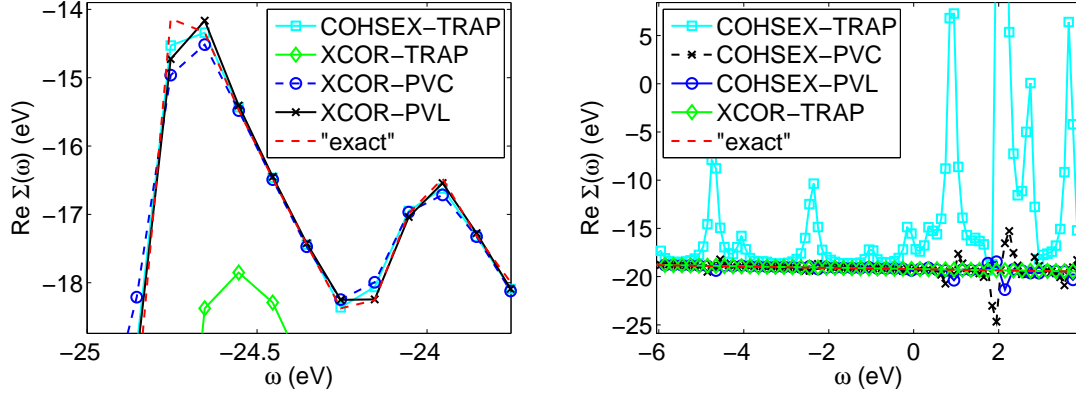 −14
−15
−16
−17
−18
−25
−24.5
−24
ω (eV)
Re Σ(ω) (eV)
COHSEX−TRAP
XCOR−TRAP
XCOR−PVC
XCOR−PVL
"exact"
5
0
−5
−10
−15
−20
−25
−6
−4
−2
0
2
ω (eV)
Re Σ(ω) (eV)
COHSEX−TRAP
COHSEX−PVC
COHSEX−PVL
XCOR−TRAP
"exact"